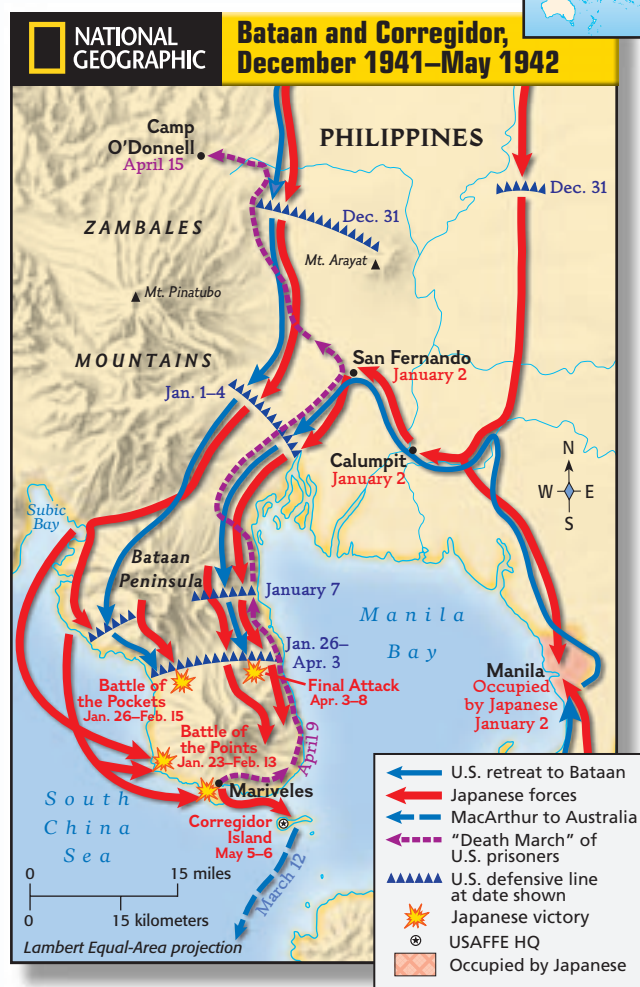 NATIONAL
GEOGRAPHIC
Bataan and Corregidor,
December 1941–May 1942
Camp
O'Donnell
April 15
PHILIPPINES
Dec. 31
Dec. 31
ZAMBALES
Mt. Arayat
Mt. Pinatubo
MOUNTAINS
San Fernando
January 2
Jan. 1–4
Calumpit
January 2
N
W
E
S
Subic
Bay
Bataan
Peninsula
January 7
Manila
Bay
Jan. 26–
Apr. 3
Manila
Occupied
by Japanese
January 2
Final Attack
Apr. 3–8
Battle of
the Pockets
Jan. 26–Feb. 15
Battle of
the Points
Jan. 23–Feb. 13
April 9
Mariveles
South
China
Sea
Corregidor
Island
May 5–6
March 12
0
15 miles
0
15 kilometers
Lambert Equal-Area projection
U.S. retreat to Bataan
Japanese forces
MacArthur to Australia
"Death March" of
U.S. prisoners
U.S. defensive line
at date shown
Japanese victory
USAFFE HQ
Occupied by Japanese